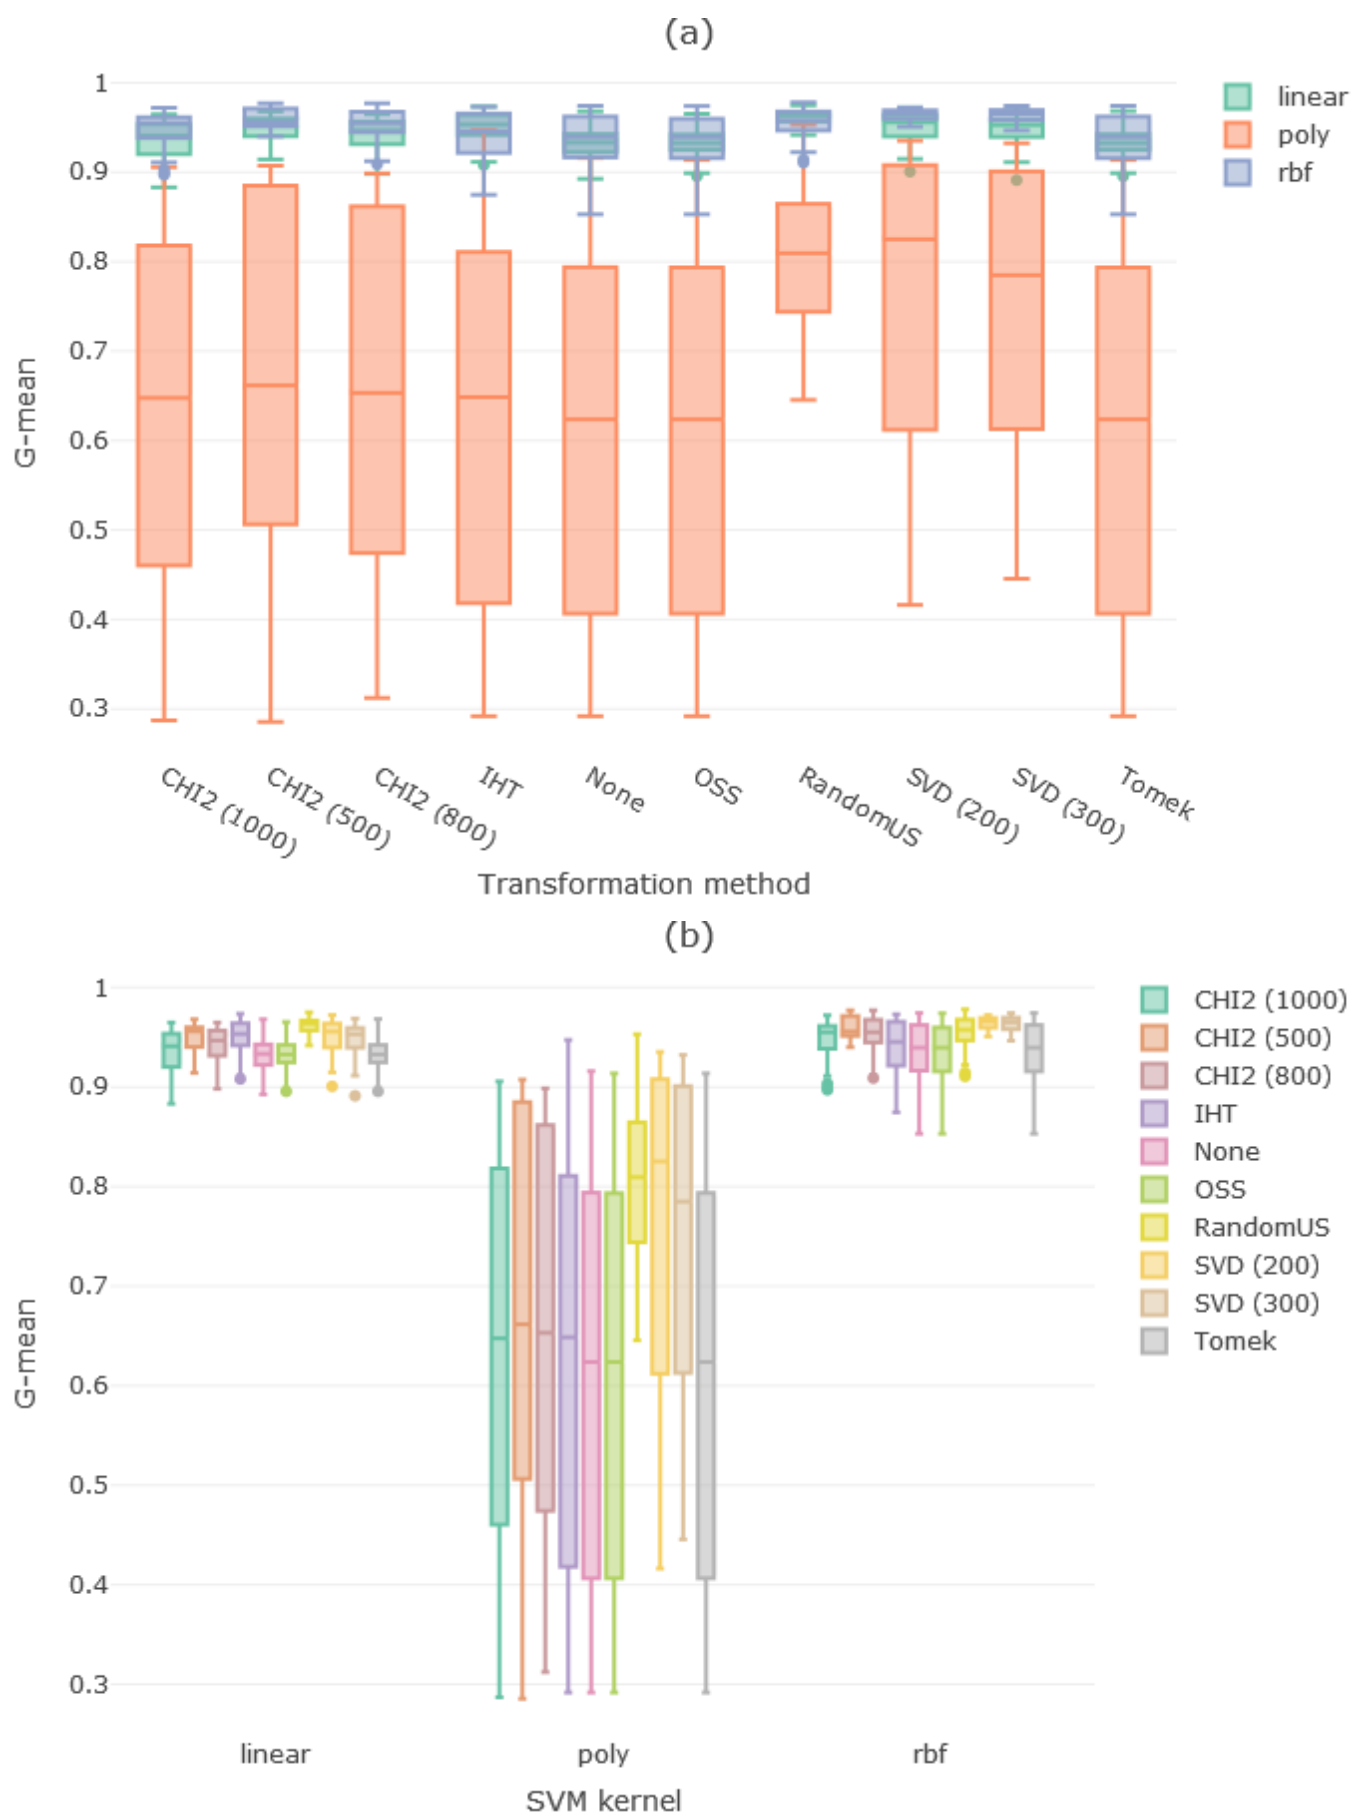 (a)
1
0.9
0.8
0.7
0.6
0.5
0.4
0.3
G-mean
CHI2 (1000)
CHI2 (500)
CHI2 (800)
IHT
None
OSS
RandomUS
SVD (200)
SVD (300)
Tomek
Transformation method
linear
poly
rbf
(b)
1
0.9
0.8
0.7
0.6
0.5
0.4
0.3
G-mean
linear
poly
rbf
SVM kernel
CHI2 (1000)
CHI2 (500)
CHI2 (800)
IHT
None
OSS
RandomUS
SVD (200)
SVD (300)
Tomek